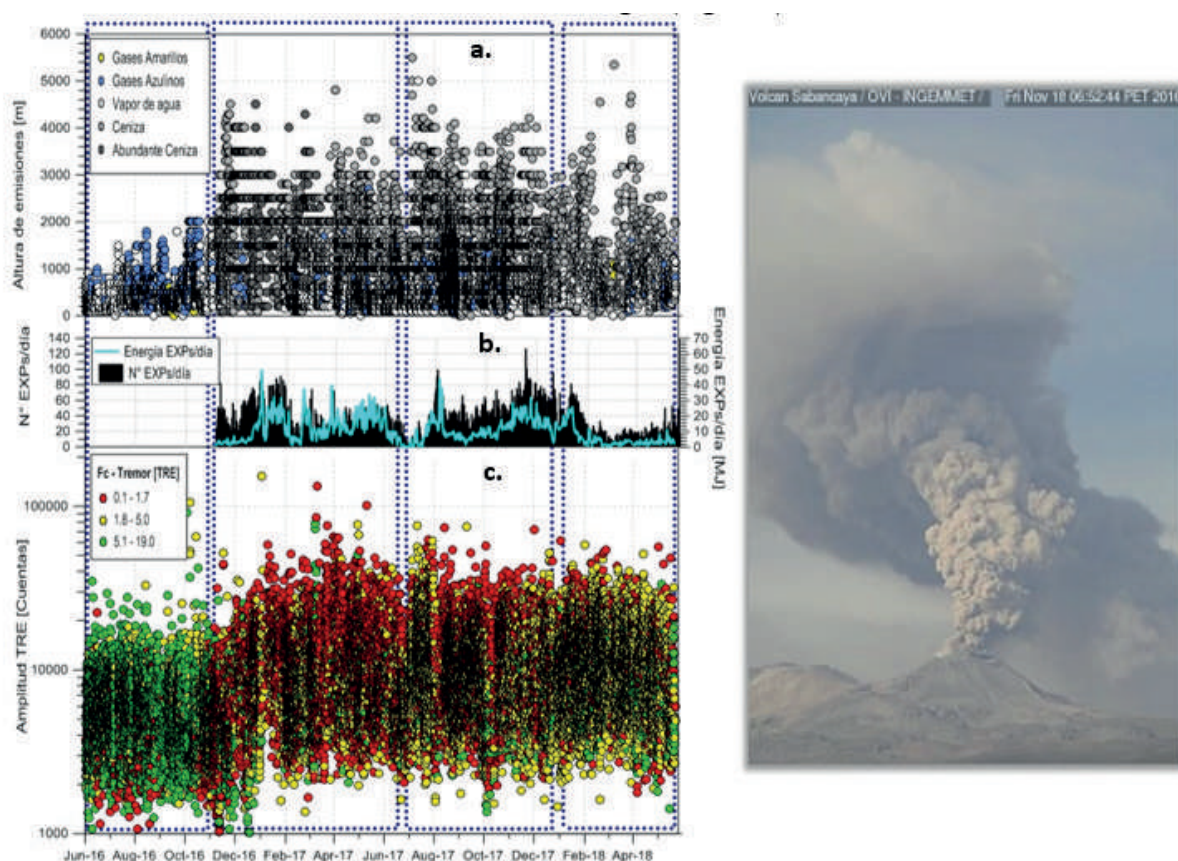 a.
6000
5000
4000
3000
2000
1000
0
Altura de emisiones [m]
Gases Amarillos
Gases Azulinos
Vapor de agua
Ceniza
Abundante Ceniza
b.
140
120
100
80
60
40
20
0
N° EXPs/día
Energía EXPs/día
N° EXPs/día
70
60
50
40
30
20
10
0
Energía EXPs/día [MJ]
c.
Fc - Tremor [TRE]
0.1 - 1.7
1.8 - 5.0
5.1 - 19.0
100000
10000
1000
Amplitud TRE [Cuentas]
Jun-16 Aug-16 Oct-16 Dec-16 Feb-17 Apr-17 Jun-17 Aug-17 Oct-17 Dec-17 Feb-18 Apr-18
Volcan Sabancaya / OVI - INGEMMET / Fri Nov 18 06:52:44 PET 2016